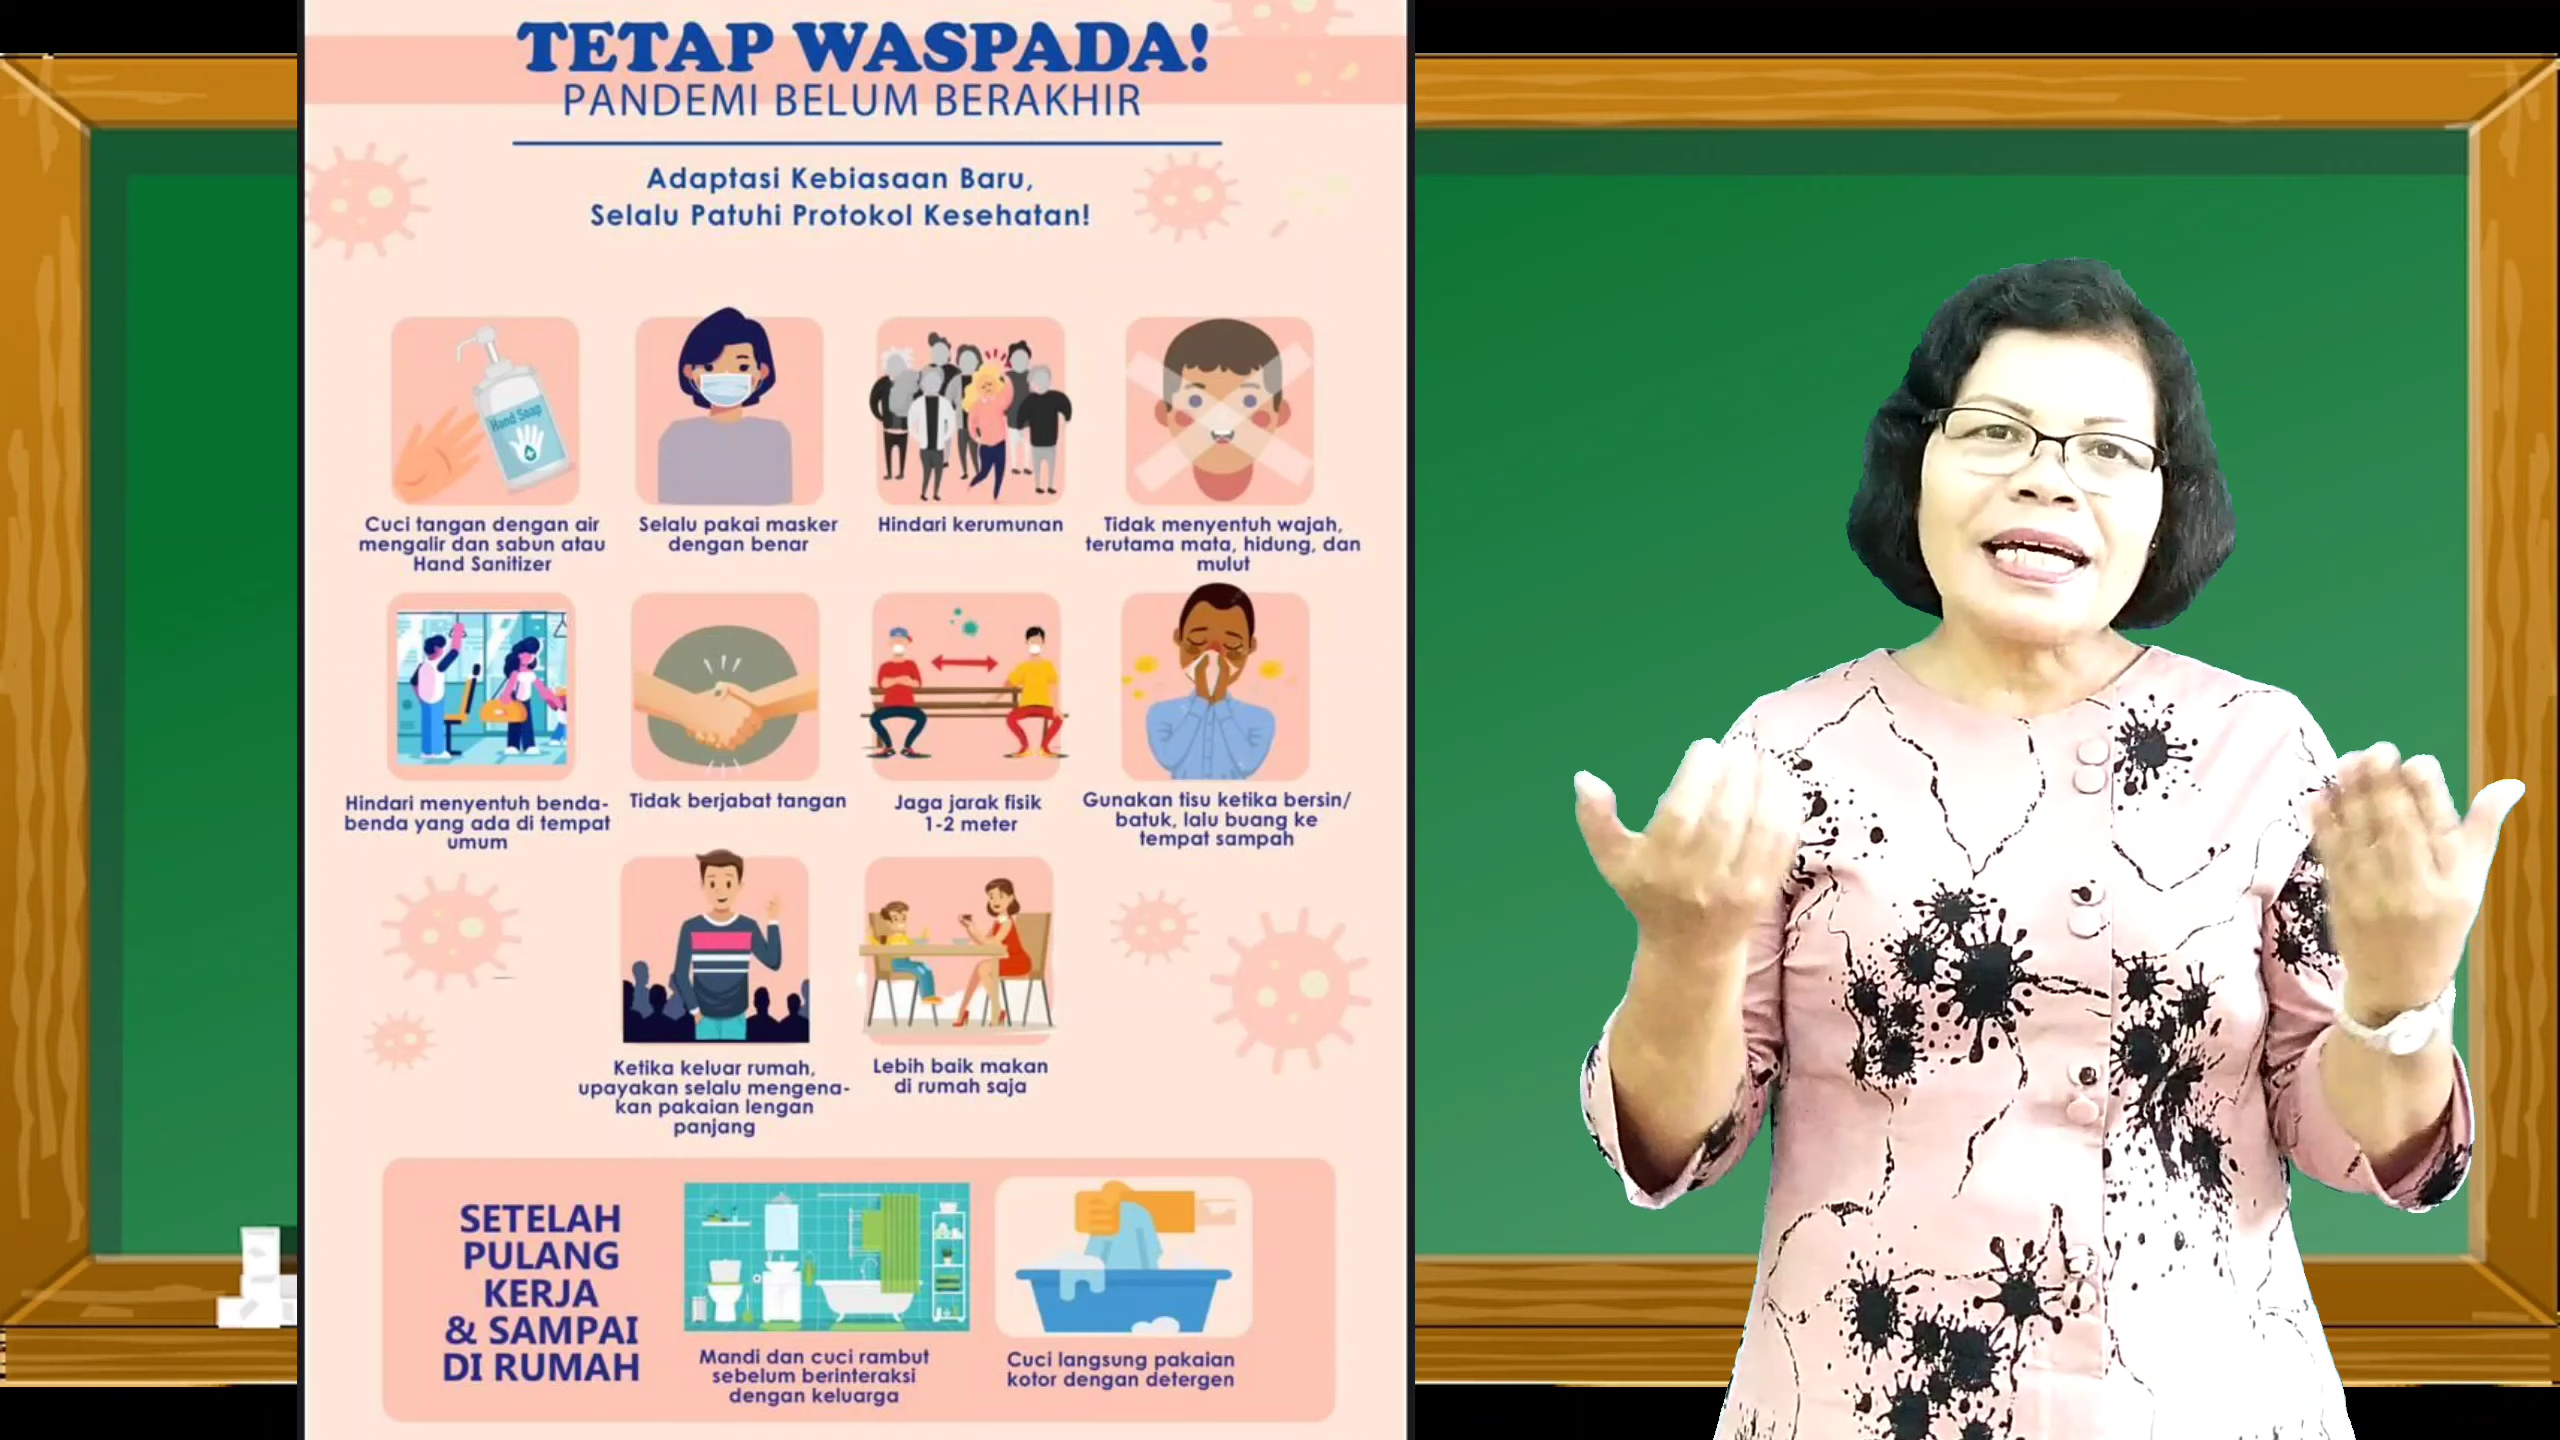 TETAP WASPADA!
PANDEMI BELUM BERAKHIR
Adaptasi Kebiasaan Baru,
Selalu Patuhi Protokol Kesehatan!
Hand Soap
Cuci tangan dengan air
mengalir dan sabun atau
Hand Sanitizer
Selalu pakai masker
dengan benar
Hindari kerumunan
Tidak menyentuh wajah,
terutama mata, hidung, dan
mulut
Hindari menyentuh benda-
benda yang ada di tempat
umum
Tidak berjabat tangan
Jaga jarak fisik
1-2 meter
Gunakan tisu ketika bersin/
batuk, lalu buang ke
tempat sampah
Ketika keluar rumah,
upayakan selalu mengena-
kan pakaian lengan
panjang
Lebih baik makan
di rumah saja
SETELAH
PULANG
KERJA
& SAMPAI
DI RUMAH
Mandi dan cuci rambut
sebelum berinteraksi
dengan keluarga
Cuci langsung pakaian
kotor dengan detergen